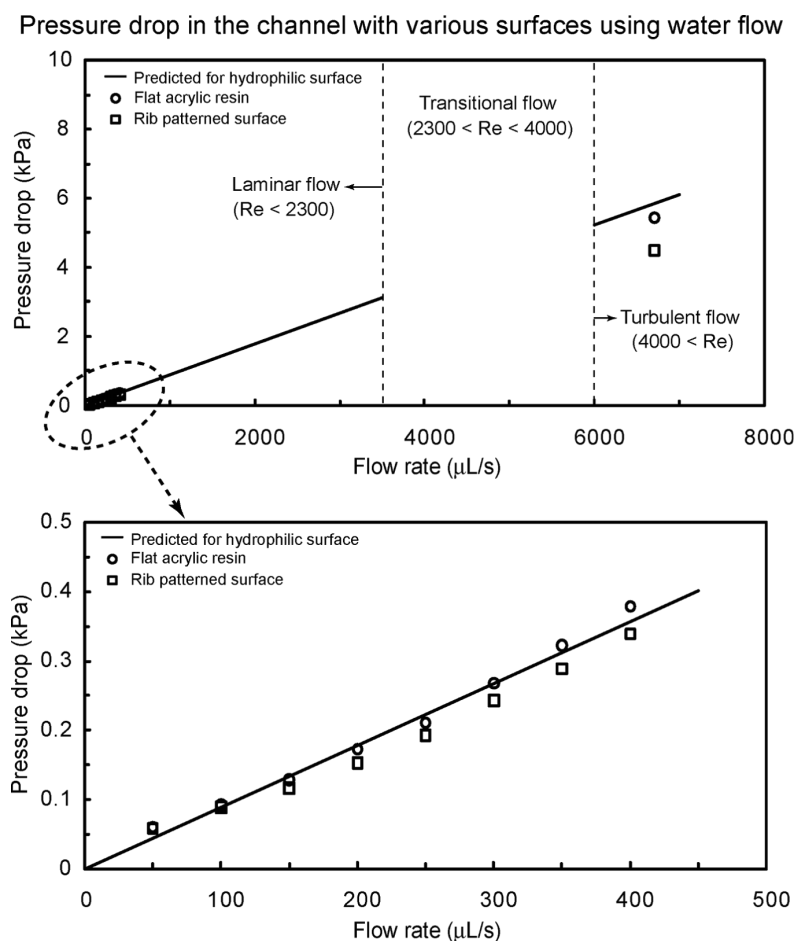 Pressure drop in the channel with various surfaces using water flow
10
8
6
4
2
0
Pressure drop (kPa)
Predicted for hydrophilic surface
Flat acrylic resin
Rib patterned surface
Transitional flow
(2300 < Re < 4000)
Laminar flow
(Re < 2300)
Turbulent flow
(4000 < Re)
0 2000 4000 6000 8000
Flow rate (μL/s)
0.5
0.4
0.3
0.2
0.1
0
Pressure drop (kPa)
Predicted for hydrophilic surface
Flat acrylic resin
Rib patterned surface
0 100 200 300 400 500
Flow rate (μL/s)